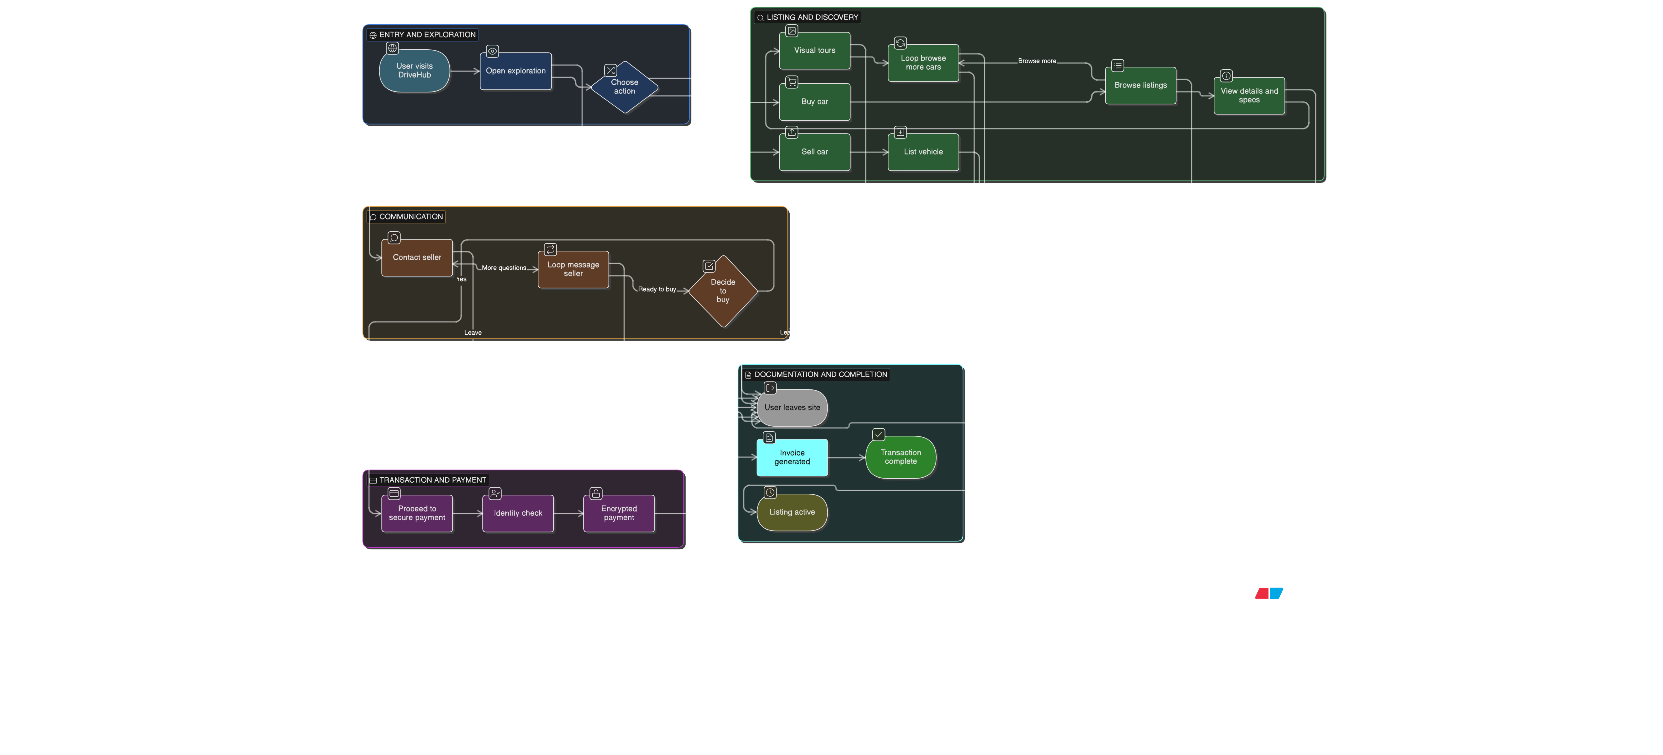 ENTRY AND EXPLORATION
User visits
DriveHub
Open exploration
Choose
action
LISTING AND DISCOVERY
Visual tours
Loop browse
more cars
Browse more
Browse listings
View details and
specs
Buy car
Sell car
List vehicle
COMMUNICATION
Contact seller
Yes
More questions
Loop message
seller
Ready to buy
Decide
to
buy
Leave
Lea
DOCUMENTATION AND COMPLETION
User leaves site
Invoice
generated
Transaction
complete
Listing active
TRANSACTION AND PAYMENT
Proceed to
secure payment
Identity check
Encrypted
payment